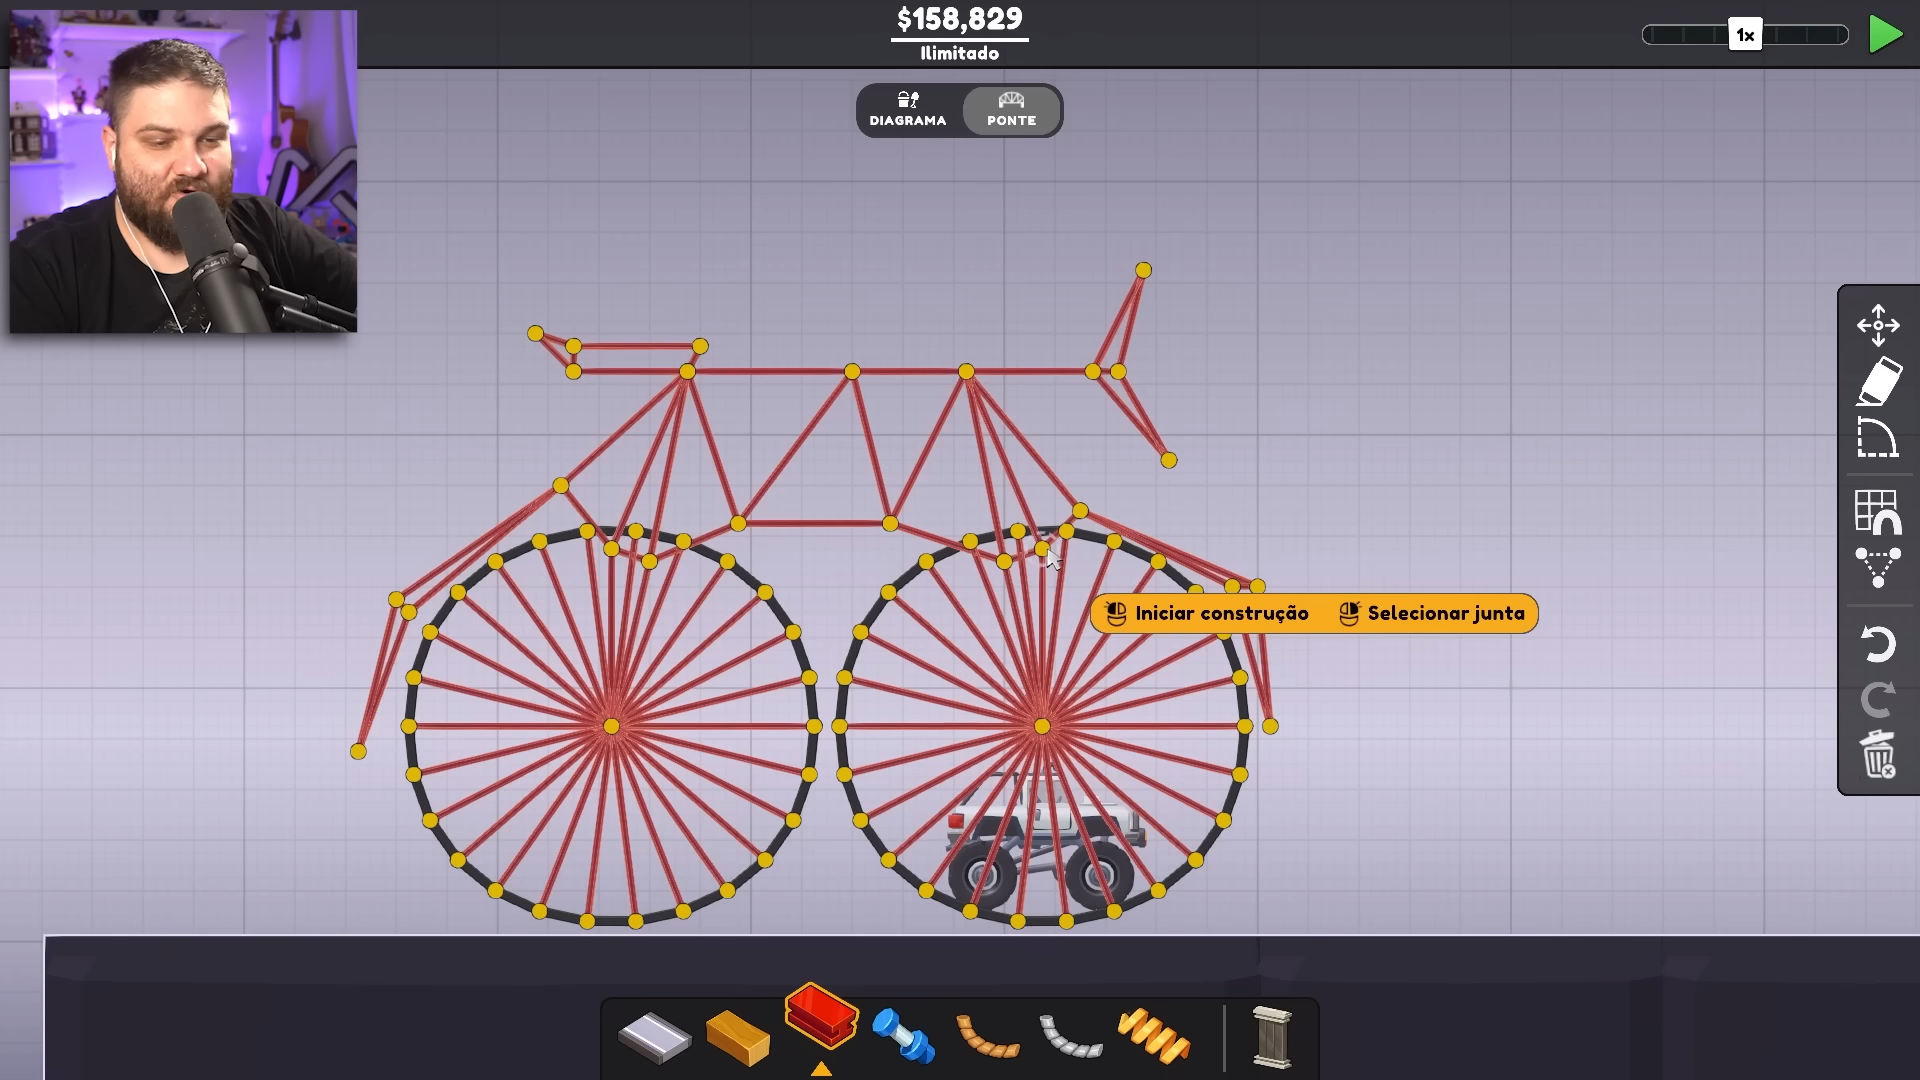 $158,829
Ilimitado
1x
DIAGRAMA
PONTE
Iniciar construção
Selecionar junta